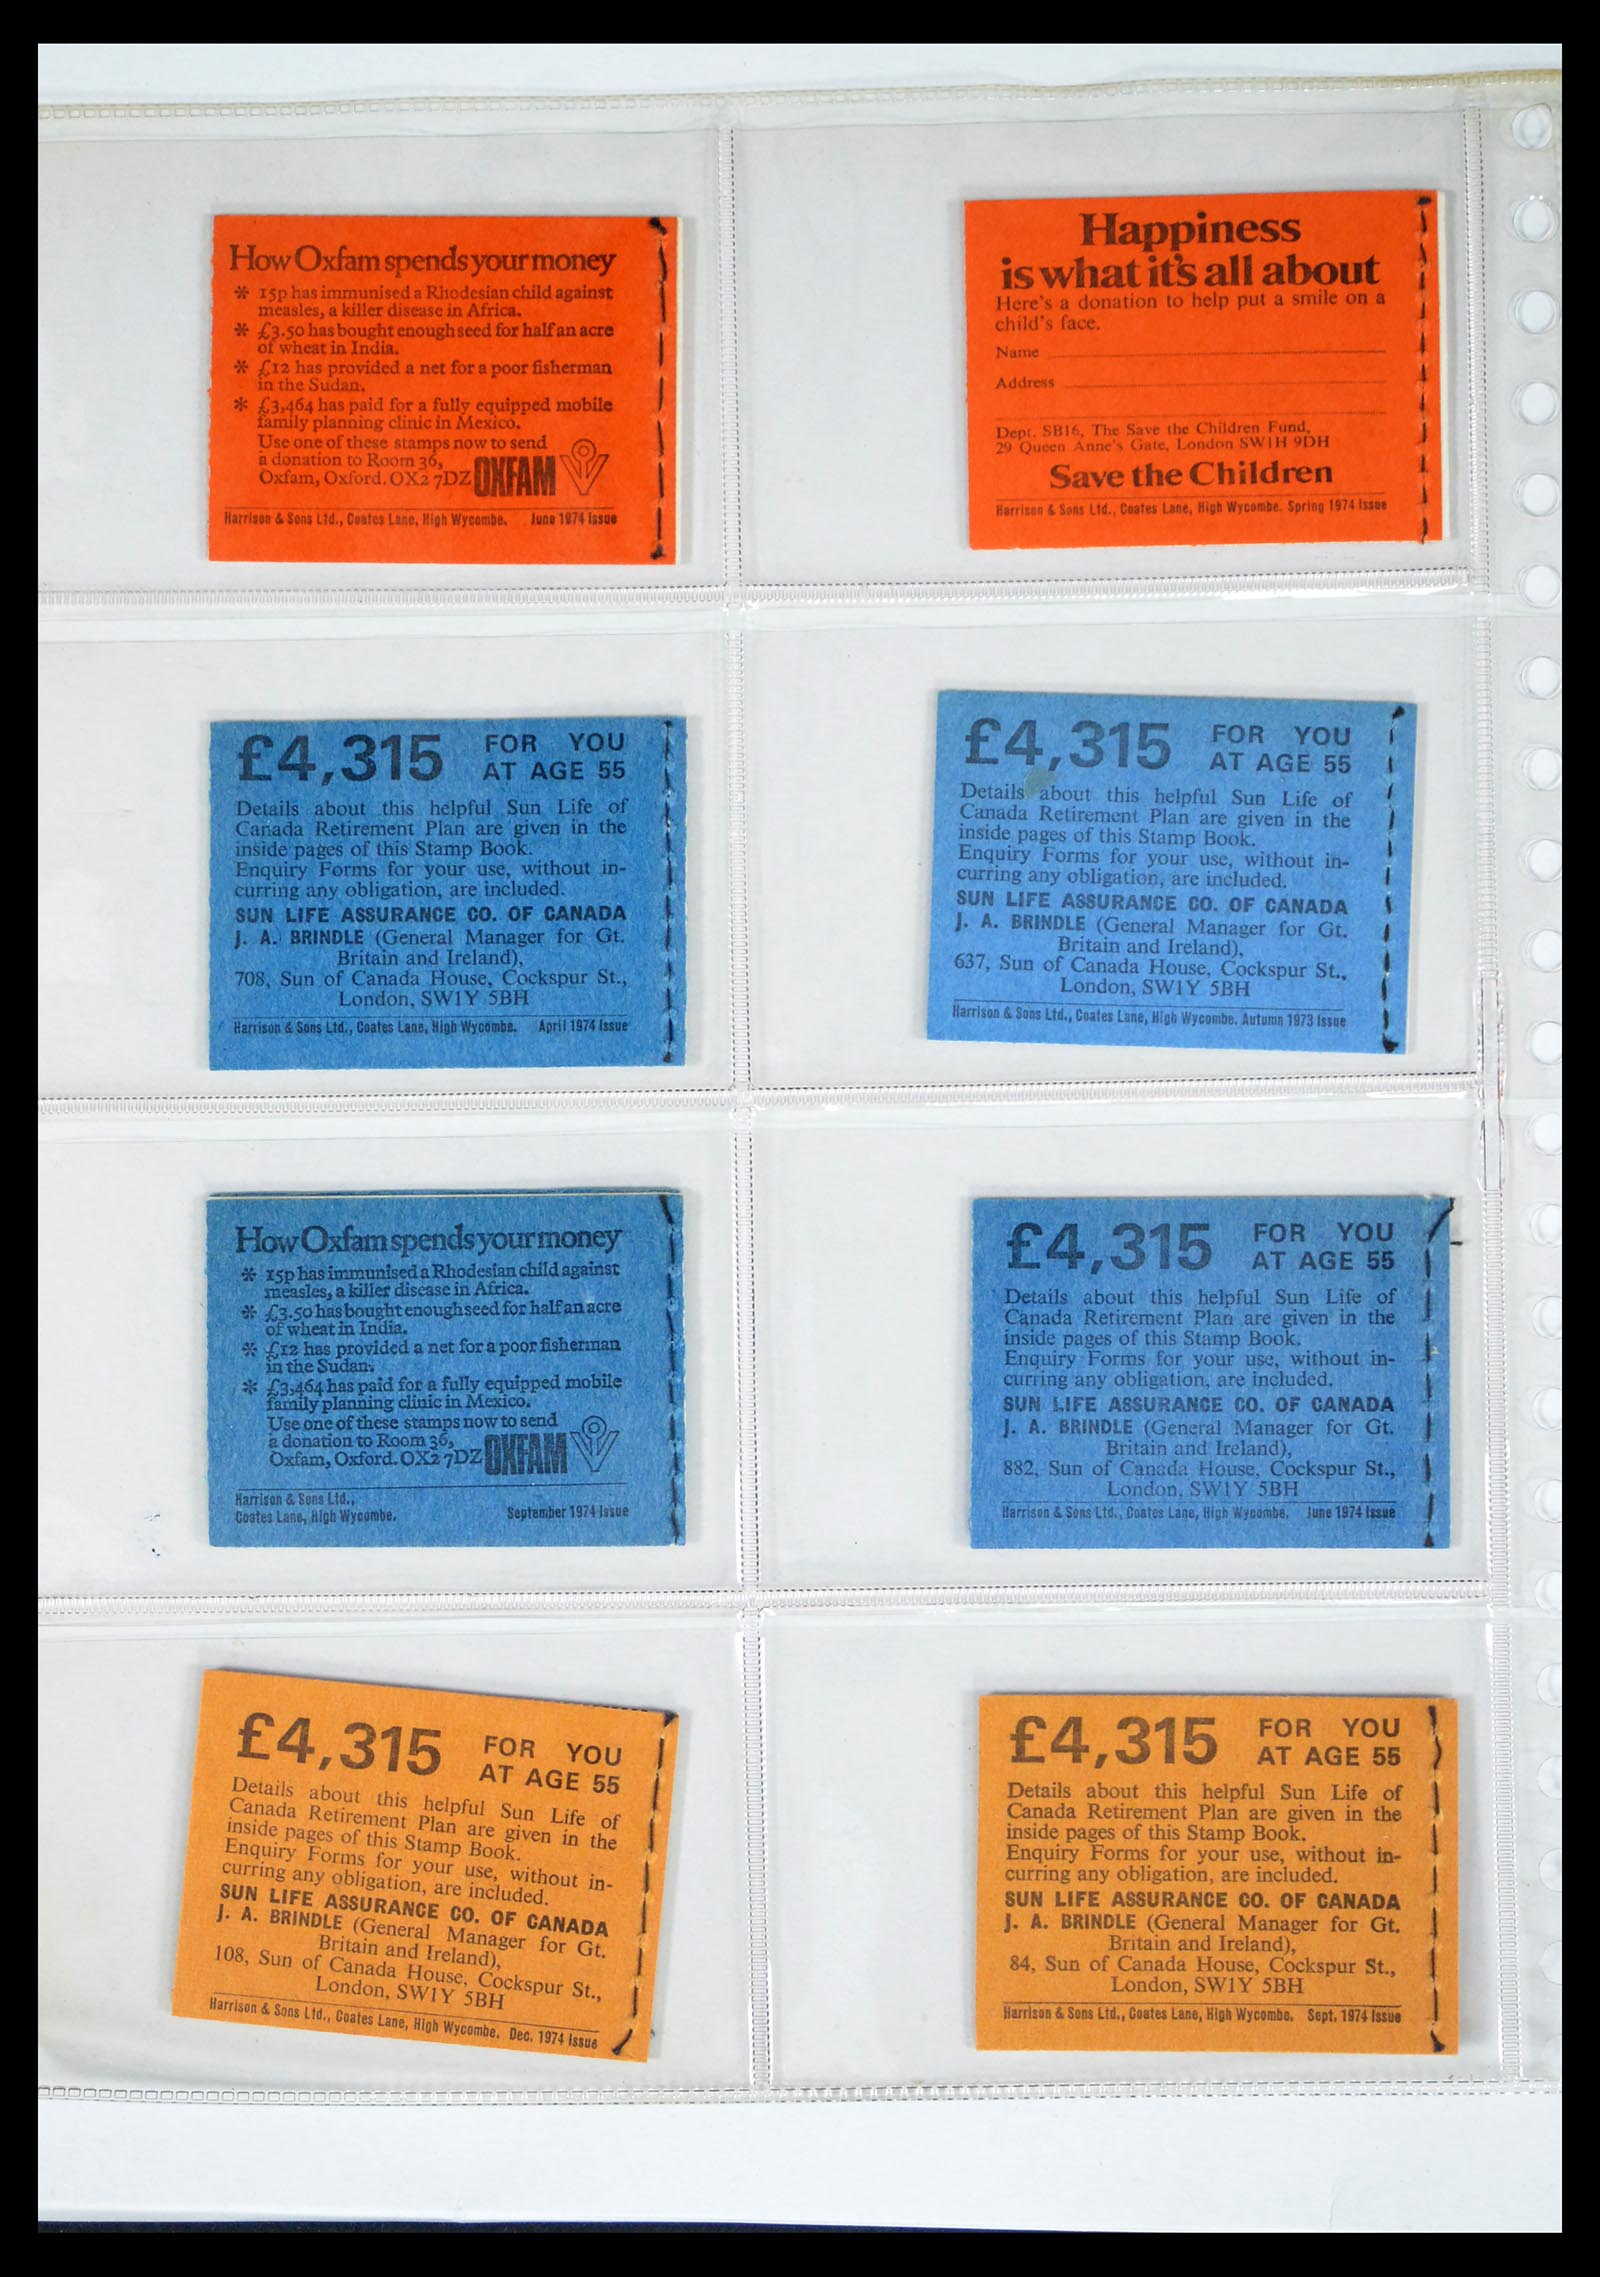 How Oxfam spends your money
* 15p has immunised a Rhodesian child against
measles, a killer disease in Africa.
* £3.50 has bought enough seed for half an acre
of wheat in India.
* £12 has provided a net for a poor fisherman
in the Sudan.
* £3,464 has paid for a fully equipped mobile
family planning clinic in Mexico.
Use one of these stamps now to send
a donation to Room 36,
Oxfam, Oxford. OX2 7DZ OXFAM
Harrison & Sons Ltd., Coates Lane, High Wycombe. June 1974 Issue
Happiness
is what it's all about
Here's a donation to help put a smile on a
child's face.
Name
Address
Dept. SB16, The Save the Children Fund,
29 Queen Anne's Gate, London SW1H 9DH
Save the Children
Harrison & Sons Ltd., Coates Lane, High Wycombe. Spring 1974 Issue
£4,315 FOR YOU
AT AGE 55
Details about this helpful Sun Life of
Canada Retirement Plan are given in the
inside pages of this Stamp Book.
Enquiry Forms for your use, without in-
curring any obligation, are included.
SUN LIFE ASSURANCE CO. OF CANADA
J. A. BRINDLE (General Manager for Gt.
Britain and Ireland),
708, Sun of Canada House, Cockspur St.,
London, SW1Y 5BH
Harrison & Sons Ltd., Coates Lane, High Wycombe. April 1974 Issue
£4,315 FOR YOU
AT AGE 55
Details about this helpful Sun Life of
Canada Retirement Plan are given in the
inside pages of this Stamp Book.
Enquiry Forms for your use, without in-
curring any obligation, are included.
SUN LIFE ASSURANCE CO. OF CANADA
J. A. BRINDLE (General Manager for Gt.
Britain and Ireland),
637, Sun of Canada House, Cockspur St.,
London, SW1Y 5BH
Harrison & Sons Ltd., Coates Lane, High Wycombe. Autumn 1973 Issue
How Oxfam spends your money
* 15p has immunised a Rhodesian child against
measles, a killer disease in Africa.
* £3.50 has bought enough seed for half an acre
of wheat in India.
* £12 has provided a net for a poor fisherman
in the Sudan.
* £3,464 has paid for a fully equipped mobile
family planning clinic in Mexico.
Use one of these stamps now to send
a donation to Room 36,
Oxfam, Oxford. OX2 7DZ OXFAM
Harrison & Sons Ltd.,
Coates Lane, High Wycombe. September 1974 Issue
£4,315 FOR YOU
AT AGE 55
Details about this helpful Sun Life of
Canada Retirement Plan are given in the
inside pages of this Stamp Book.
Enquiry Forms for your use, without in-
curring any obligation, are included.
SUN LIFE ASSURANCE CO. OF CANADA
J. A. BRINDLE (General Manager for Gt.
Britain and Ireland),
882, Sun of Canada House, Cockspur St.,
London, SW1Y 5BH
Harrison & Sons Ltd., Coates Lane, High Wycombe. June 1974 Issue
£4,315 FOR YOU
AT AGE 55
Details about this helpful Sun Life of
Canada Retirement Plan are given in the
inside pages of this Stamp Book.
Enquiry Forms for your use, without in-
curring any obligation, are included.
SUN LIFE ASSURANCE CO. OF CANADA
J. A. BRINDLE (General Manager for Gt.
Britain and Ireland),
108, Sun of Canada House, Cockspur St.,
London, SW1Y 5BH
Harrison & Sons Ltd., Coates Lane, High Wycombe. Dec. 1974 Issue
£4,315 FOR YOU
AT AGE 55
Details about this helpful Sun Life of
Canada Retirement Plan are given in the
inside pages of this Stamp Book.
Enquiry Forms for your use, without in-
curring any obligation, are included.
SUN LIFE ASSURANCE CO. OF CANADA
J. A. BRINDLE (General Manager for Gt.
Britain and Ireland),
84, Sun of Canada House, Cockspur St.,
London, SW1Y 5BH
Harrison & Sons Ltd., Coates Lane, High Wycombe. Sept. 1974 Issue